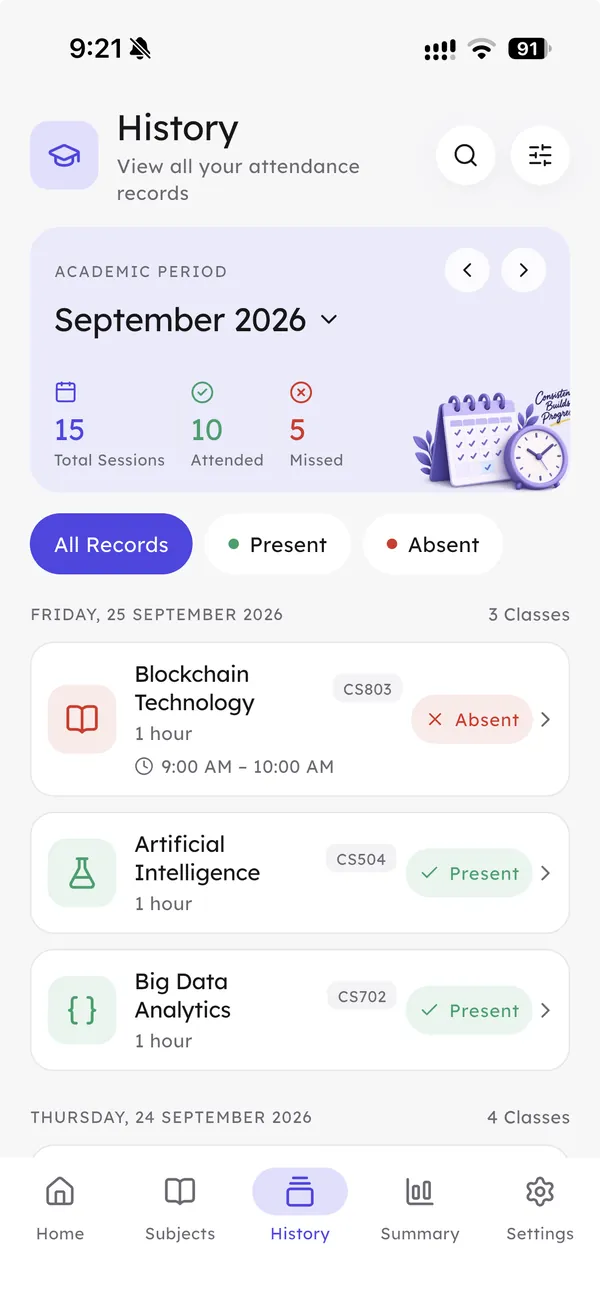 9:21
91
History
View all your attendance
records
ACADEMIC PERIOD
September 2026
15
Total Sessions
10
Attended
5
Missed
All Records
Present
Absent
FRIDAY, 25 SEPTEMBER 2026
3 Classes
Blockchain
Technology
CS803
1 hour
9:00 AM – 10:00 AM
Absent
Artificial
Intelligence
CS504
1 hour
Present
Big Data
Analytics
CS702
1 hour
Present
THURSDAY, 24 SEPTEMBER 2026
4 Classes
Home
Subjects
History
Summary
Settings